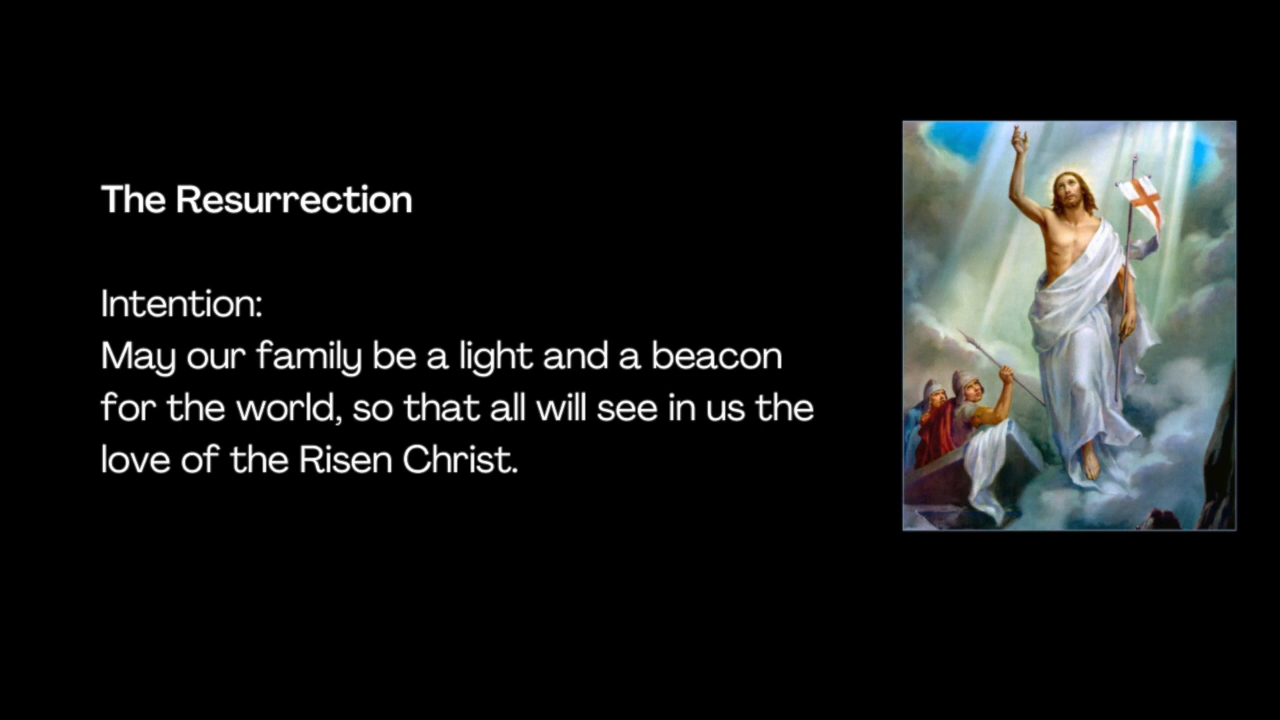 The Resurrection
Intention:
May our family be a light and a beacon
for the world, so that all will see in us the
love of the Risen Christ.